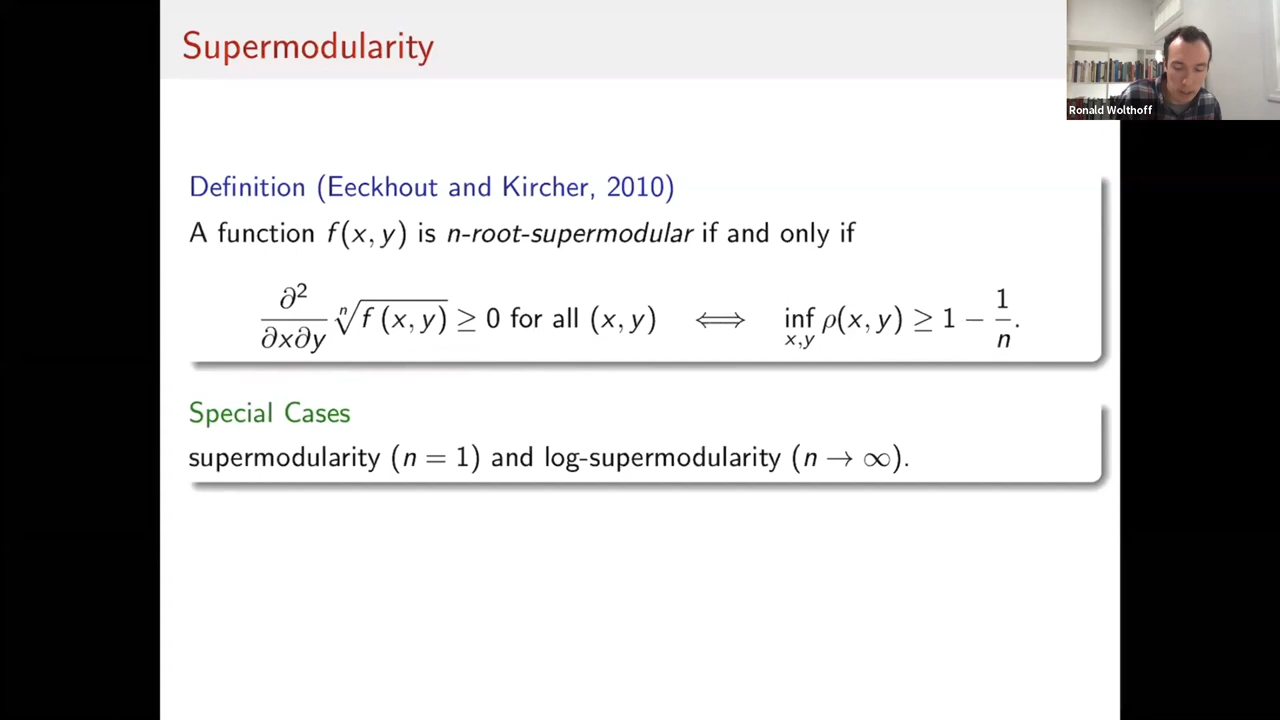 Supermodularity
Ronald Wolthoff
Definition (Eeckhout and Kircher, 2010)
A function f(x, y) is n-root-supermodular if and only if
∂²/∂x∂y ⁿ√f (x, y) ≥ 0 for all (x, y) ⟺ inf_{x,y} ρ(x, y) ≥ 1 − 1/n.
Special Cases
supermodularity (n = 1) and log-supermodularity (n → ∞).